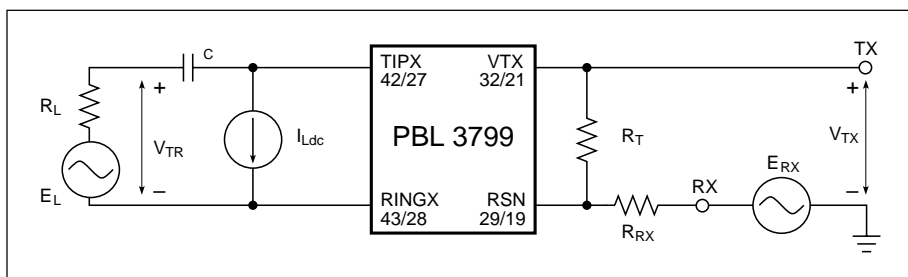 C
TIPX
42/27
VTX
32/21
TX
+
+
R_L
V_TR
I_Ldc
PBL 3799
R_T
V_TX
E_RX
RX
E_L
−
−
RINGX
43/28
RSN
29/19
R_RX